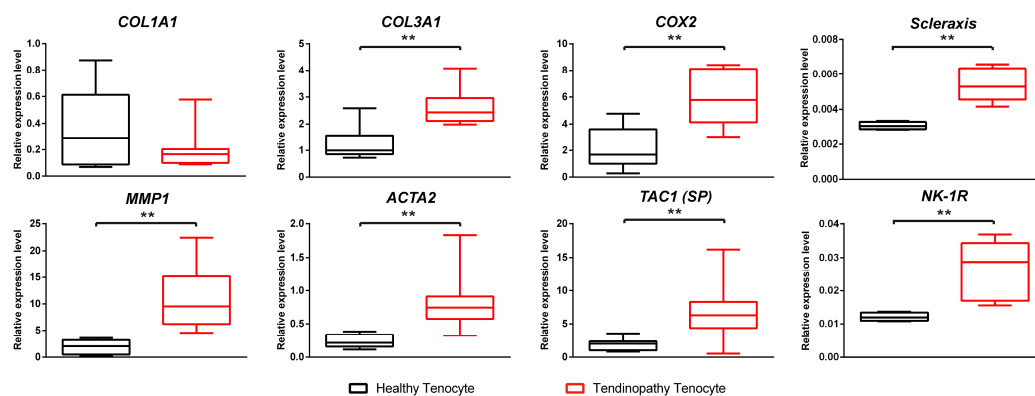 COL1A1
Relative expression level
1.0
0.8
0.6
0.4
0.2
0.0
COL3A1
**
Relative expression level
5
4
3
2
1
0
COX2
**
Relative expression level
10
8
6
4
2
0
Scleraxis
**
Relative expression level
0.008
0.006
0.004
0.002
0.000
MMP1
**
Relative expression level
25
20
15
10
5
0
ACTA2
**
Relative expression level
2.0
1.5
1.0
0.5
0.0
TAC1 (SP)
**
Relative expression level
20
15
10
5
0
NK-1R
**
Relative expression level
0.04
0.03
0.02
0.01
0.00
Healthy Tenocyte
Tendinopathy Tenocyte